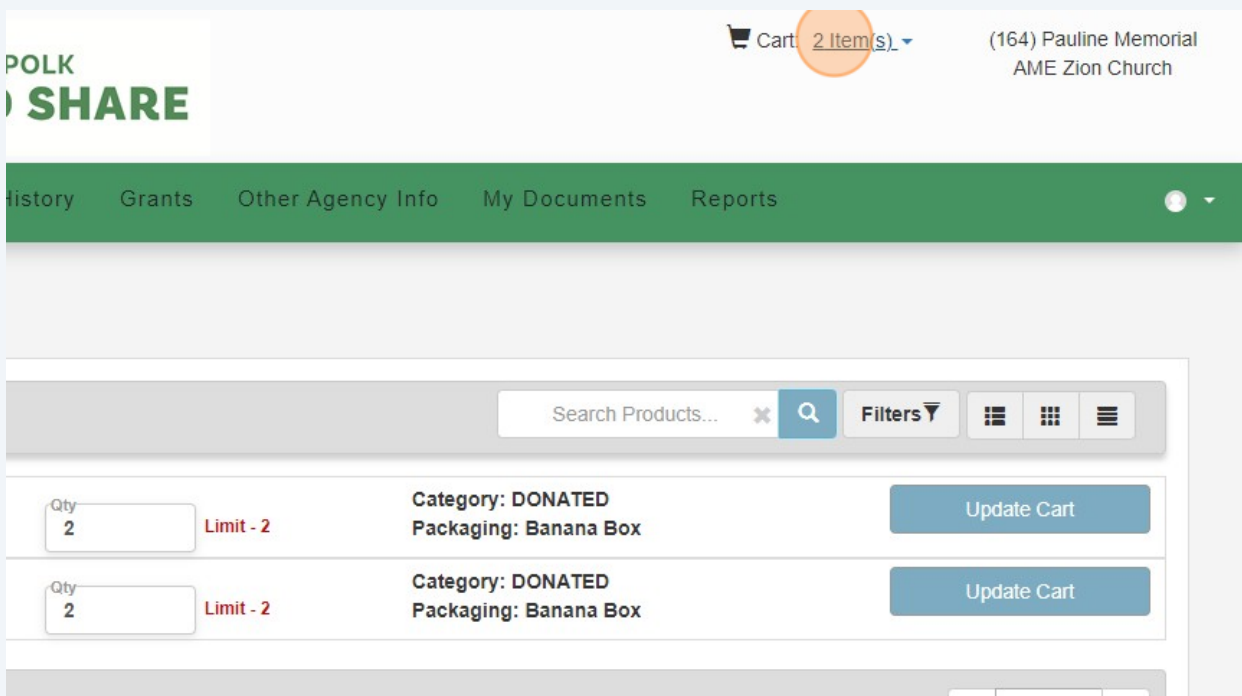 Cart: 2 Item(s)
(164) Pauline Memorial
AME Zion Church
POLK
SHARE
History Grants Other Agency Info My Documents Reports
Search Products... Filters
Qty
2 Limit - 2
Category: DONATED
Packaging: Banana Box
Update Cart
Qty
2 Limit - 2
Category: DONATED
Packaging: Banana Box
Update Cart